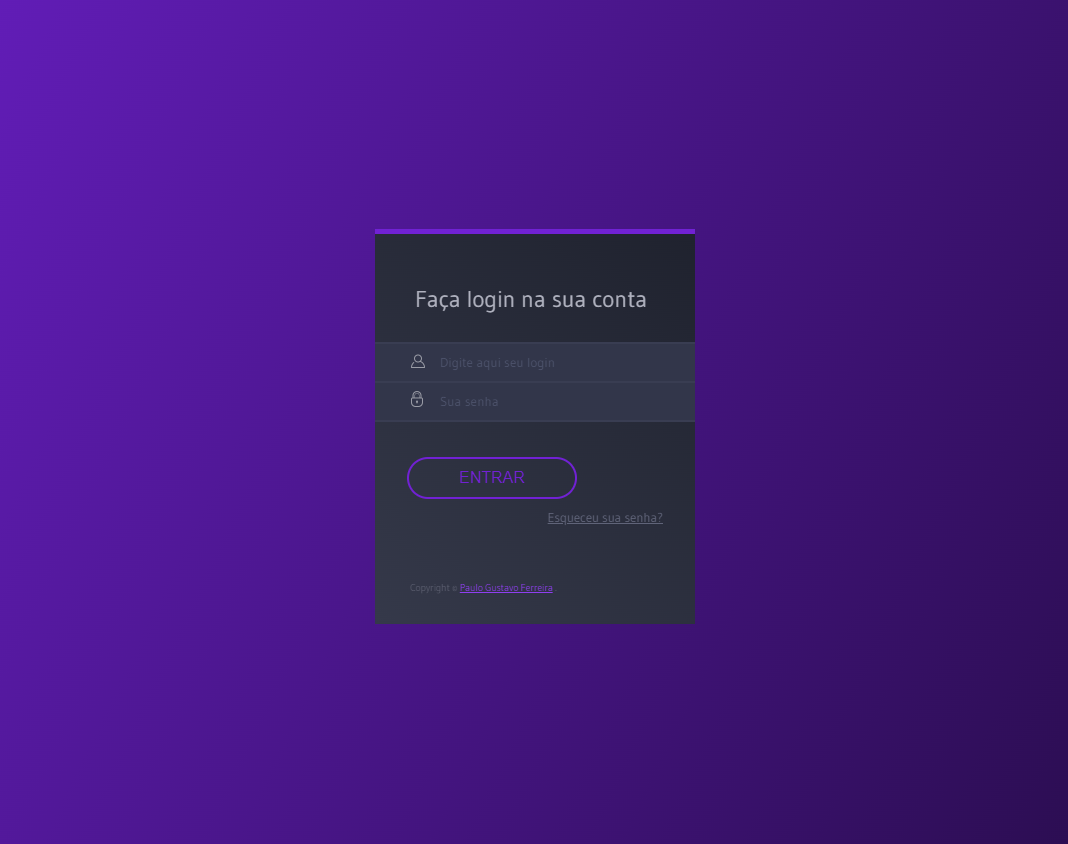 Faça login na sua conta
Digite aqui seu login
Sua senha
ENTRAR
Esqueceu sua senha?
Copyright © Paulo Gustavo Ferreira